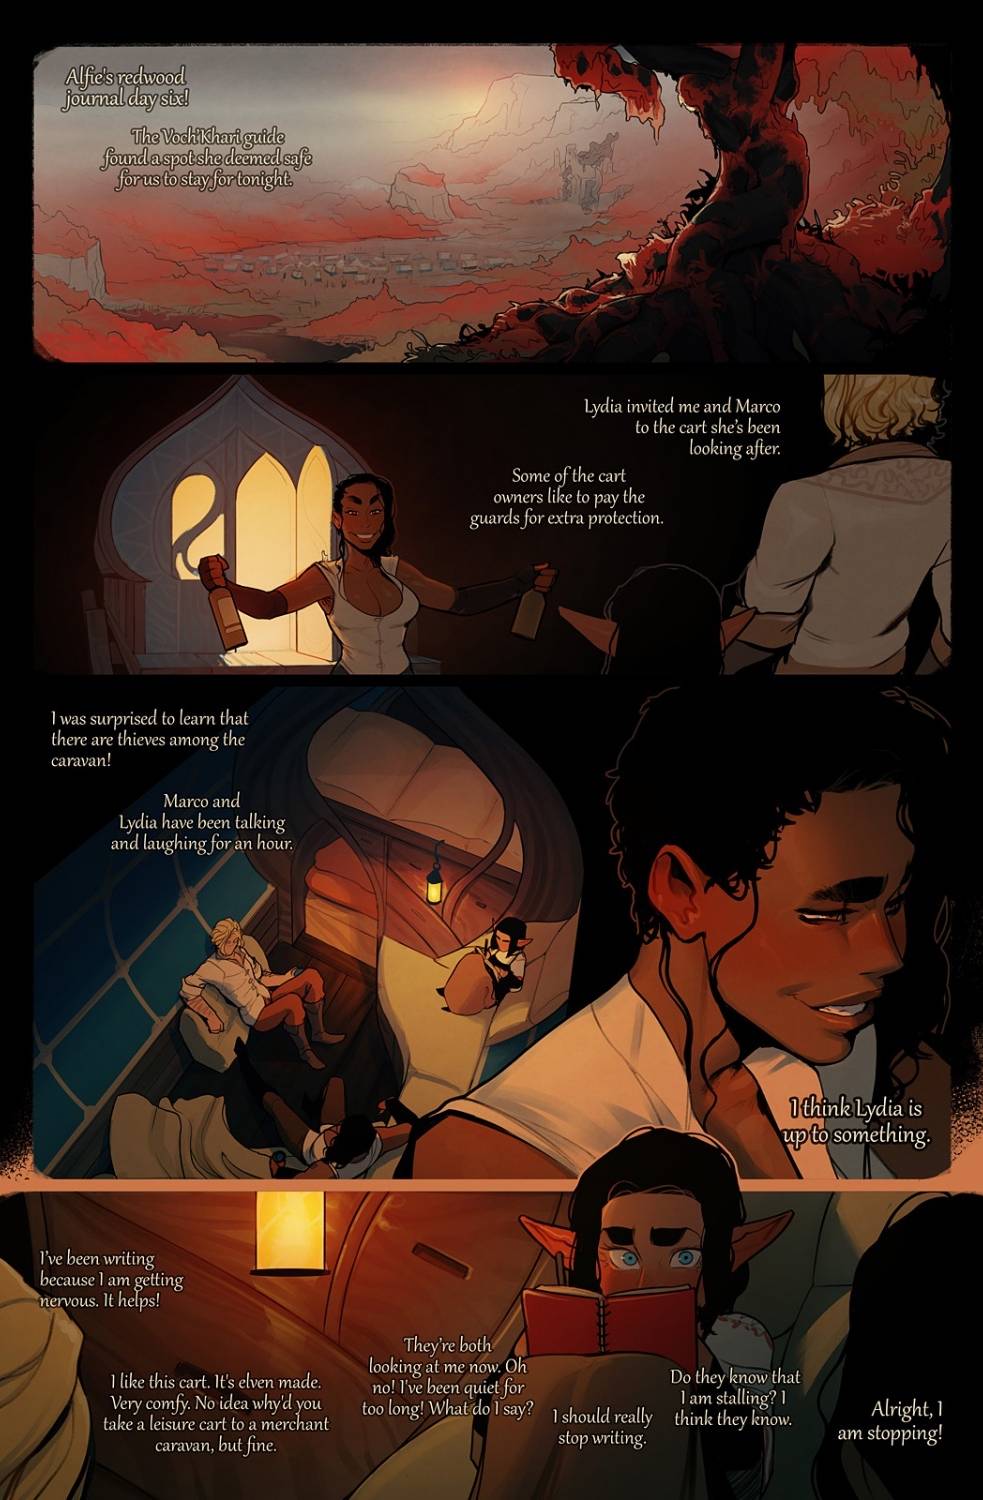 Alfie's redwood
journal day six!
The Voch'Khari guide
found a spot she deemed safe
for us to stay for tonight.
Lydia invited me and Marco
to the cart she's been
looking after.
Some of the cart
owners like to pay the
guards for extra protection.
I was surprised to learn that
there are thieves among the
caravan!
Marco and
Lydia have been talking
and laughing for an hour.
I think Lydia is
up to something.
I've been writing
because I am getting
nervous. It helps!
I like this cart. It's elven made.
Very comfy. No idea why'd you
take a leisure cart to a merchant
caravan, but fine.
They're both
looking at me now. Oh
no! I've been quiet for
too long! What do I say?
I should really
stop writing.
Do they know that
I am stalling? I
think they know.
Alright, I
am stopping!